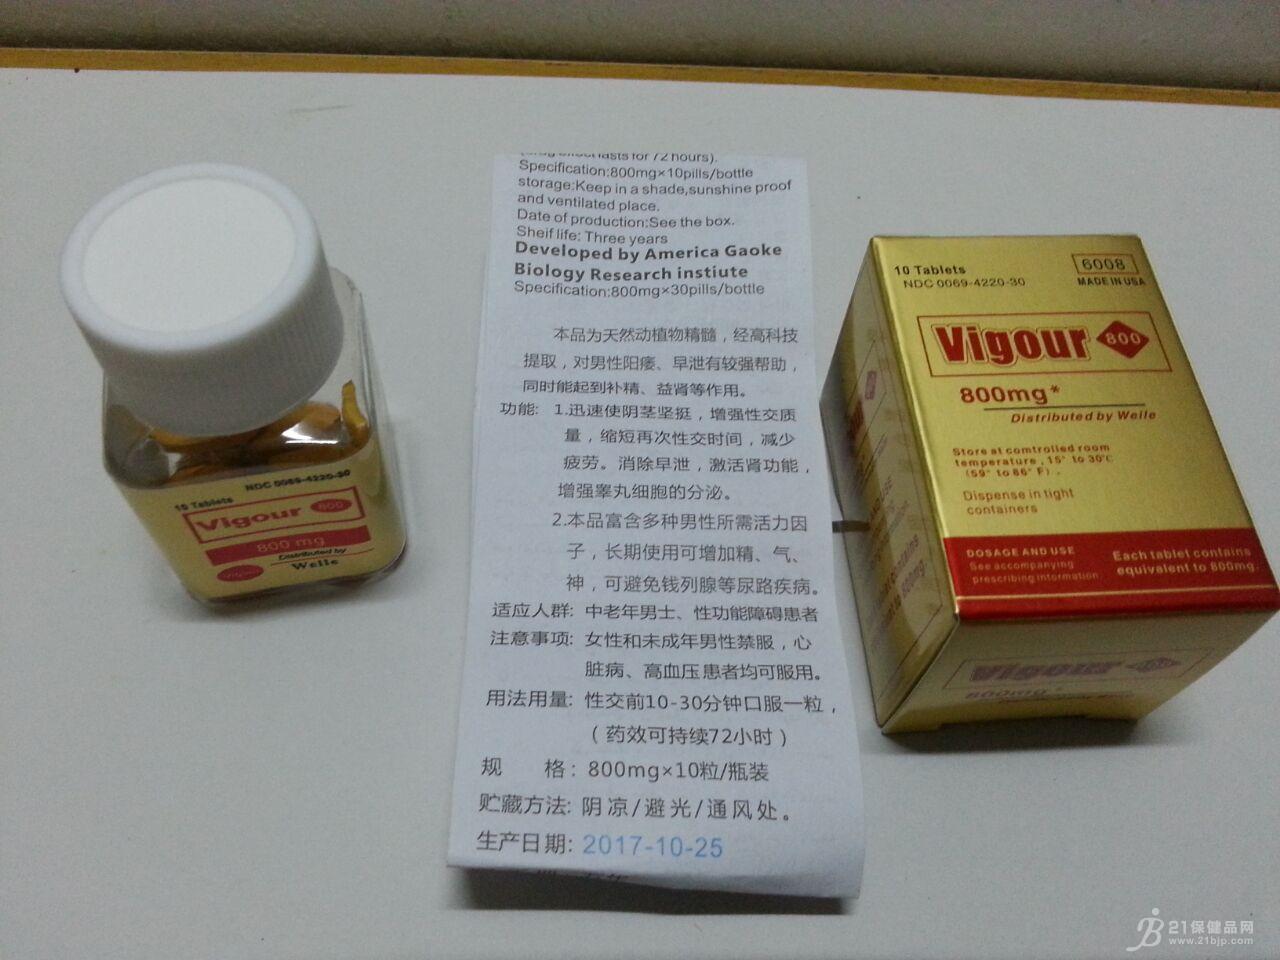 10 Tablets NDC 0069-4220-30
Vigour 800
800 mg
Distributed by
Welle
Specification:800mg×10pills/bottle
storage:Keep in a shade,sunshine proof
and ventilated place.
Date of production:See the box.
Sheif life: Three years
Developed by America Gaoke
Biology Research instiute
Specification:800mg×30pills/bottle
本品为天然动植物精髓，经高科技
提取，对男性阳痿、早泄有较强帮助，
同时能起到补精、益肾等作用。
功能: 1.迅速使阴茎坚挺，增强性交质
量，缩短再次性交时间，减少
疲劳。消除早泄，激活肾功能，
增强睾丸细胞的分泌。
2.本品富含多种男性所需活力因
子，长期使用可增加精、气、
神，可避免钱列腺等尿路疾病。
适应人群: 中老年男士、性功能障碍患者
注意事项: 女性和未成年男性禁服，心
脏病、高血压患者均可服用。
用法用量: 性交前10-30分钟口服一粒，
（药效可持续72小时）
规 格: 800mg×10粒/瓶装
贮藏方法: 阴凉/避光/通风处。
生产日期: 2017-10-25
10 Tablets
NDC 0069-4220-30
6008
MADE IN USA
Vigour 800
800mg*
Distributed by Welle
Store at comtrolled room
temperature, 15° to 30°C
(59° to 86° F).
Dispense in tight
containers
DOSAGE AND USE
See accompanying
prescribing information.
Each tablet contains
equivalent to 800mg.
Vigour 800
800mg*
21保健品网
www.21bjp.com